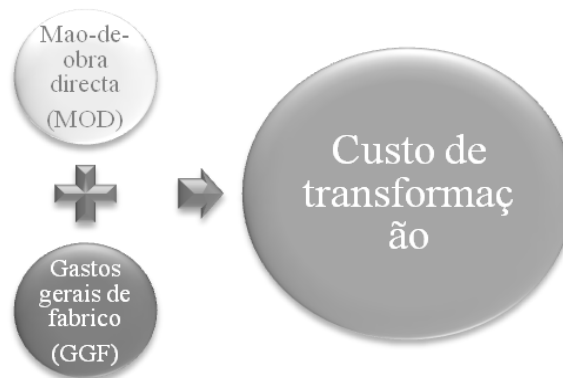 Mao-de-
obra
directa
(MOD)
Gastos
gerais de
fabrico
(GGF)
Custo de
transformaç
ão